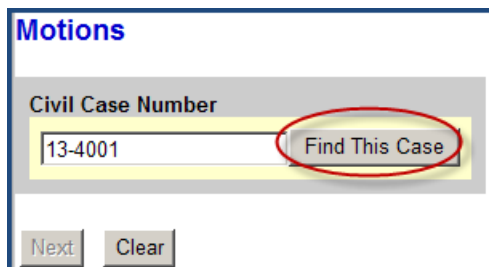 Motions
Civil Case Number
13-4001 Find This Case
Next Clear